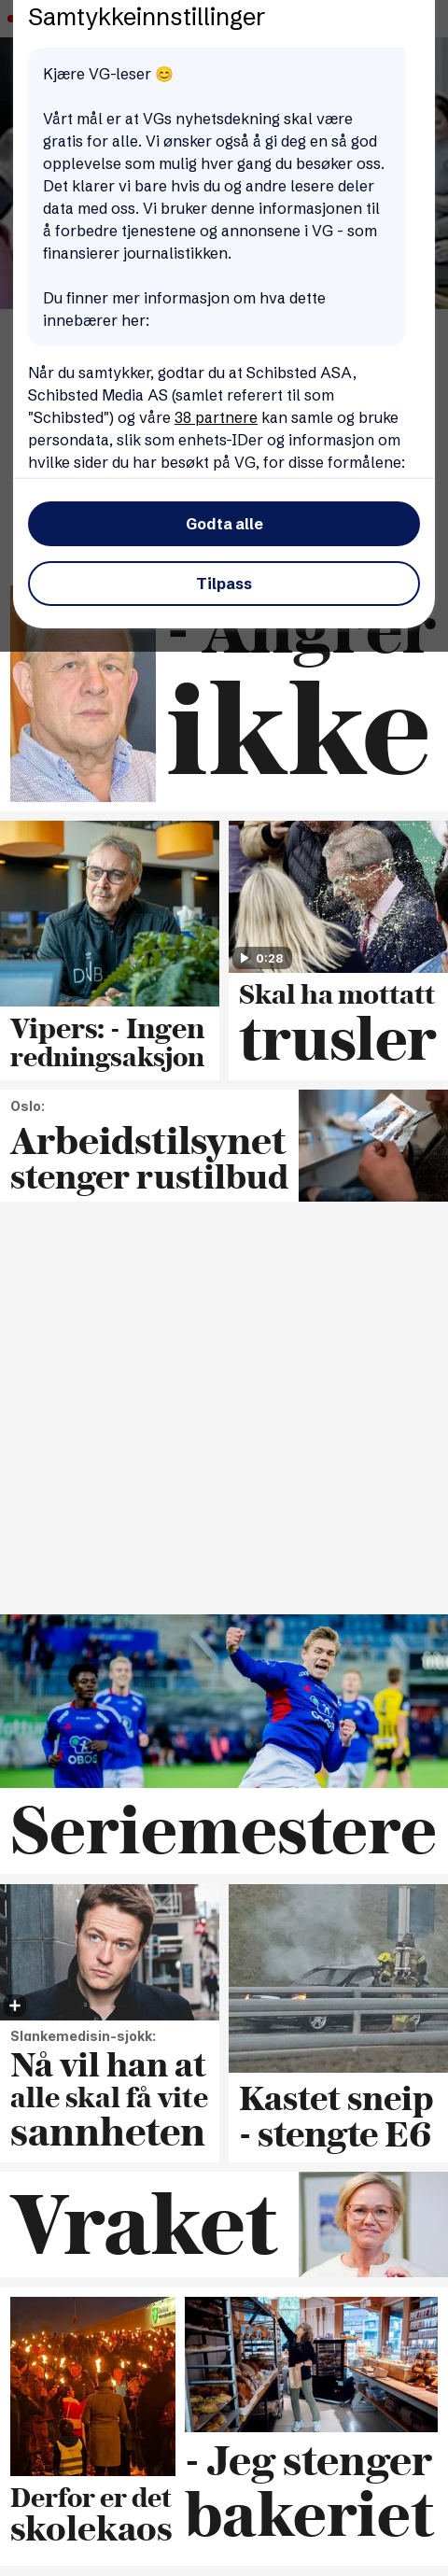 Samtykkeinnstillinger
Kjære VG-leser 😊
Vårt mål er at VGs nyhetsdekning skal være
gratis for alle. Vi ønsker også å gi deg en så god
opplevelse som mulig hver gang du besøker oss.
Det klarer vi bare hvis du og andre lesere deler
data med oss. Vi bruker denne informasjonen til
å forbedre tjenestene og annonsene i VG - som
finansierer journalistikken.
Du finner mer informasjon om hva dette
innebærer her:
Når du samtykker, godtar du at Schibsted ASA,
Schibsted Media AS (samlet referert til som
"Schibsted") og våre 38 partnere kan samle og bruke
persondata, slik som enhets-IDer og informasjon om
hvilke sider du har besøkt på VG, for disse formålene:
Godta alle
Tilpass
- Angrer
ikke
DNB
0:28
Vipers: - Ingen
redningsaksjon
Skal ha mottatt
trusler
Oslo:
Arbeidstilsynet
stenger rustilbud
OBOS
Seriemestere
Slankemedisin-sjokk:
Nå vil han at
alle skal få vite
sannheten
Kastet sneip
- stengte E6
Vraket
Derfor er det
skolekaos
- Jeg stenger
bakeriet